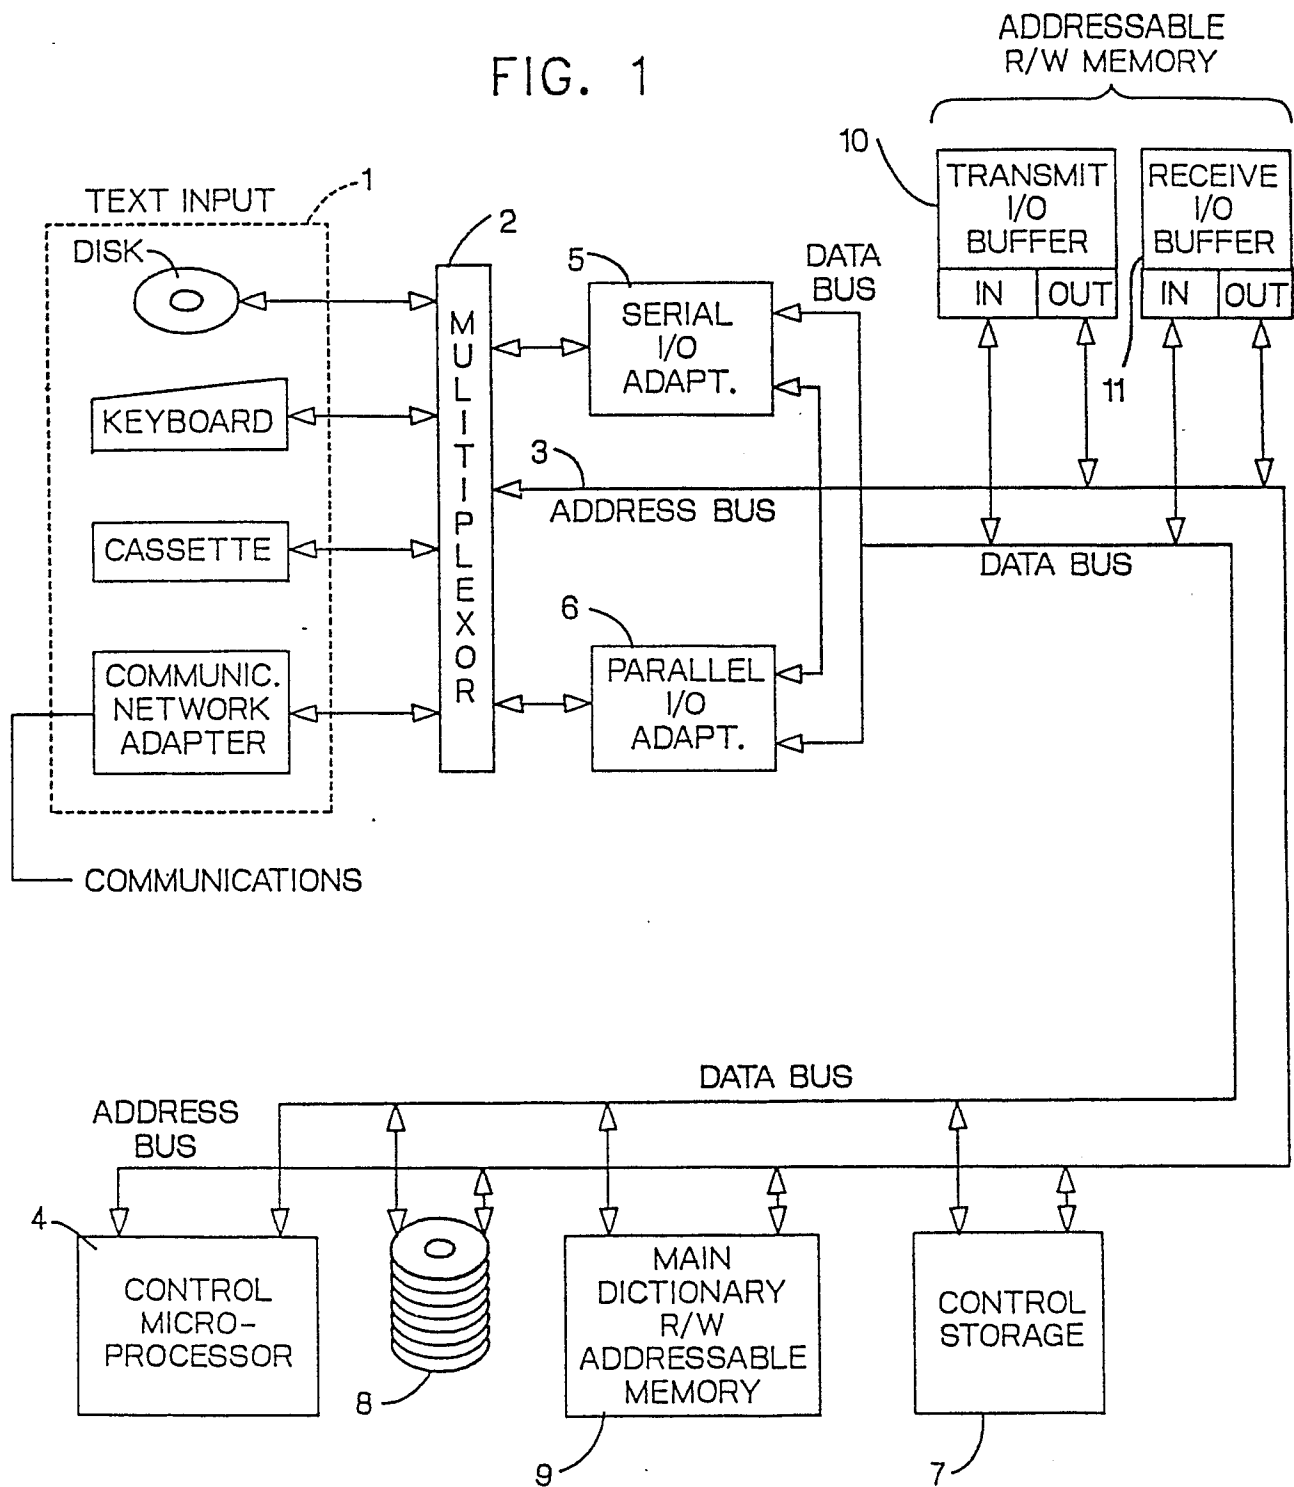 FIG. 1
ADDRESSABLE
R/W MEMORY
10
TRANSMIT
I/O
BUFFER
IN
OUT
RECEIVE
I/O
BUFFER
IN
OUT
11
TEXT INPUT
1
DISK
KEYBOARD
CASSETTE
COMMUNIC.
NETWORK
ADAPTER
COMMUNICATIONS
2
MULITIPLEXOR
5
SERIAL
I/O
ADAPT.
DATA
BUS
3
ADDRESS BUS
DATA BUS
6
PARALLEL
I/O
ADAPT.
DATA BUS
ADDRESS
BUS
4
CONTROL
MICRO-
PROCESSOR
8
MAIN
DICTIONARY
R/W
ADDRESSABLE
MEMORY
9
CONTROL
STORAGE
7